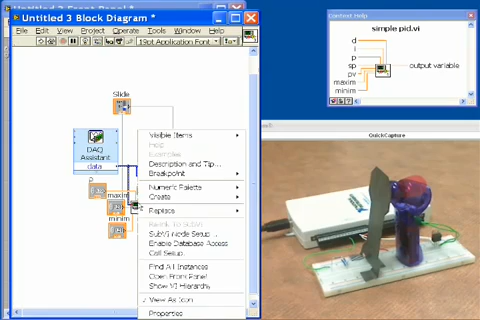 Untitled 3 Block Diagram *
File Edit View Project Operate Tools Window Help
19pt Application Font
Slide
DAQ
Assistant
data
p
maxim
minim
Visible Items
Help
Examples
Description and Tip...
Breakpoint
Numeric Palette
Create
Replace
SubVI Node Setup...
Enable Database Access
Call Setup...
Find All Instances
Open Front Panel
Show VI Hierarchy
View As Icon
Properties
Context Help
simple pid.vi
d
i
p
sp
pv
maxim
minim
output variable
QuickCapture